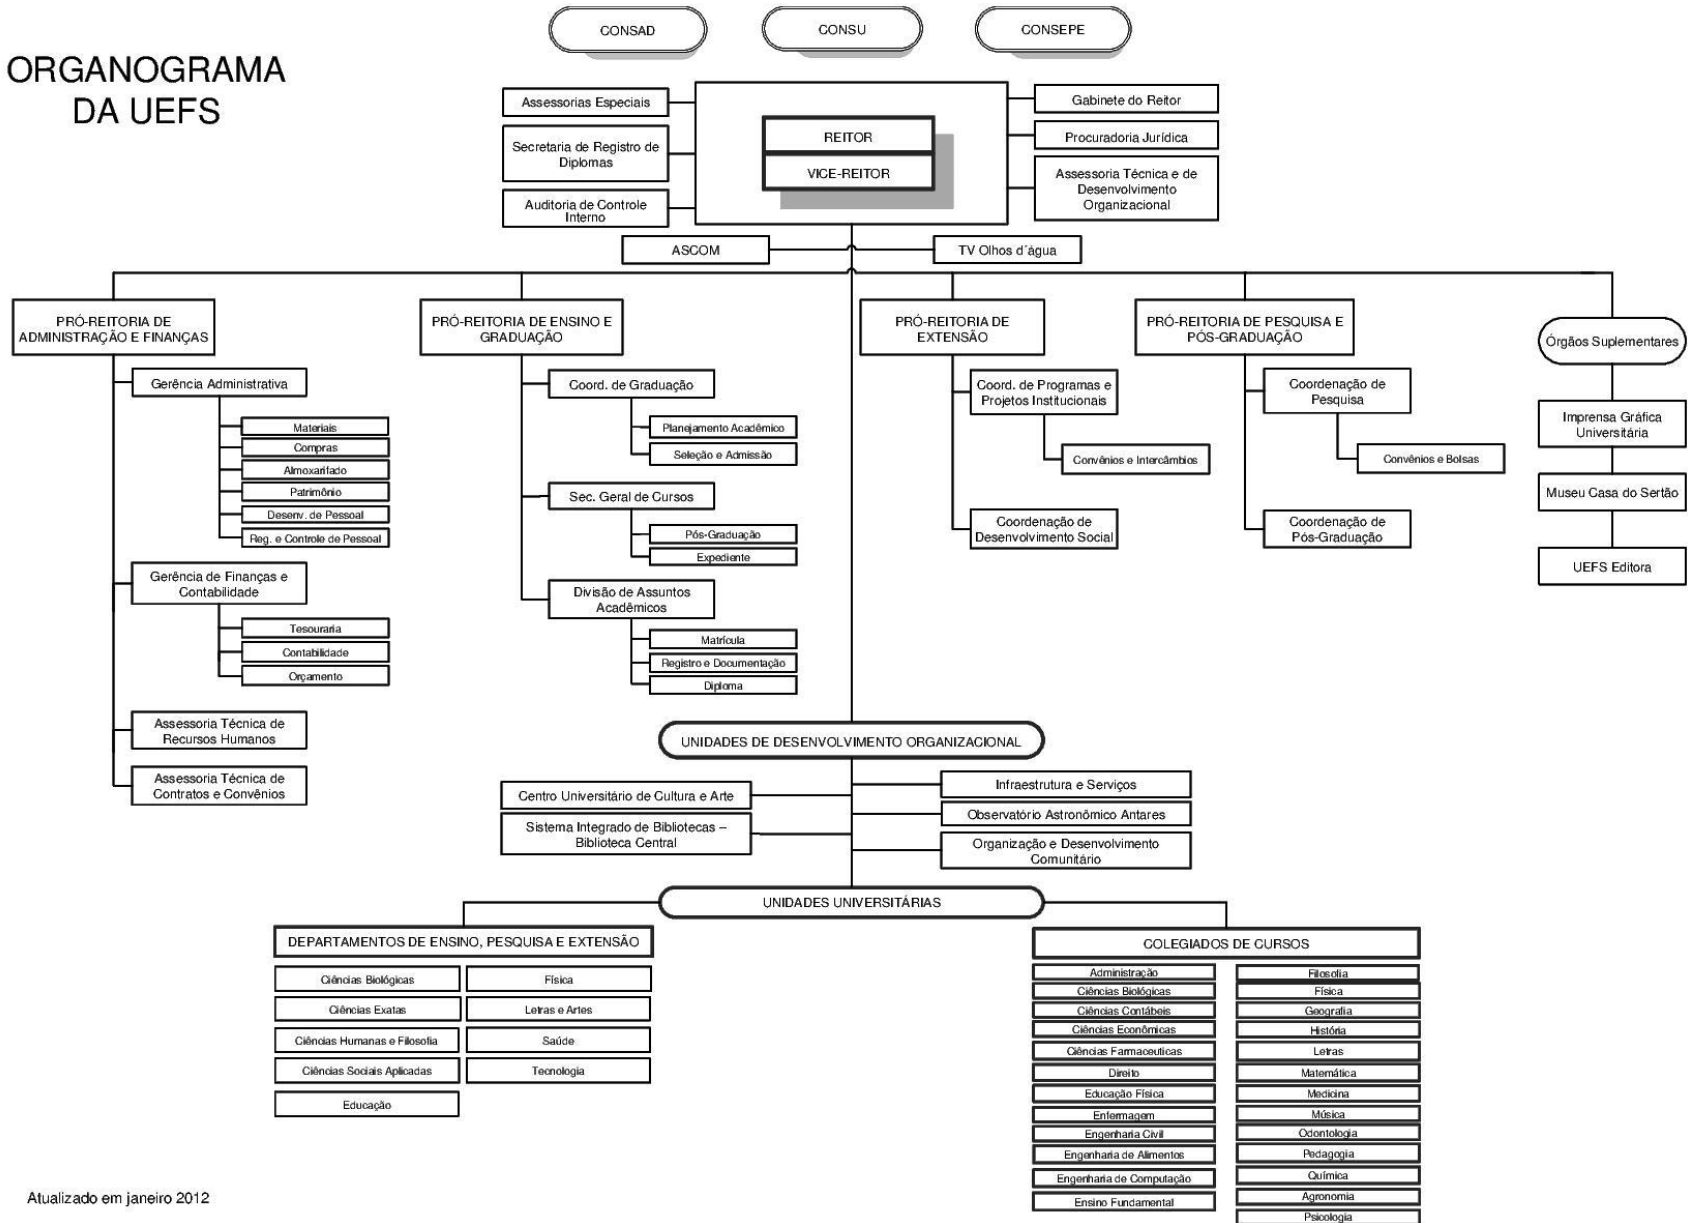 CONSAD
CONSU
CONSEPE
ORGANOGRAMA
DA UEFS
Assessorias Especiais
Secretaria de Registro de
Diplomas
Auditoria de Controle
Interno
REITOR
VICE-REITOR
Gabinete do Reitor
Procuradoria Jurídica
Assessoria Técnica e de
Desenvolvimento
Organizacional
ASCOM
TV Olhos d´água
PRÓ-REITORIA DE
ADMINISTRAÇÃO E FINANÇAS
Gerência Administrativa
Materiais
Compras
Almoxarifado
Patrimônio
Desenv. de Pessoal
Reg. e Controle de Pessoal
Gerência de Finanças e
Contabilidade
Tesouraria
Contabilidade
Orçamento
Assessoria Técnica de
Recursos Humanos
Assessoria Técnica de
Contratos e Convênios
PRÓ-REITORIA DE ENSINO E
GRADUAÇÃO
Coord. de Graduação
Planejamento Acadêmico
Seleção e Admissão
Sec. Geral de Cursos
Pós-Graduação
Expediente
Divisão de Assuntos
Acadêmicos
Matrícula
Registro e Documentação
Diploma
PRÓ-REITORIA DE
EXTENSÃO
Coord. de Programas e
Projetos Institucionais
Convênios e Intercâmbios
Coordenação de
Desenvolvimento Social
PRÓ-REITORIA DE PESQUISA E
PÓS-GRADUAÇÃO
Coordenação de
Pesquisa
Convênios e Bolsas
Coordenação de
Pós-Graduação
Órgãos Suplementares
Imprensa Gráfica
Universitária
Museu Casa do Sertão
UEFS Editora
UNIDADES DE DESENVOLVIMENTO ORGANIZACIONAL
Centro Universitário de Cultura e Arte
Sistema Integrado de Bibliotecas –
Biblioteca Central
Infraestrutura e Serviços
Observatório Astronômico Antares
Organização e Desenvolvimento
Comunitário
UNIDADES UNIVERSITÁRIAS
DEPARTAMENTOS DE ENSINO, PESQUISA E EXTENSÃO
Ciências Biológicas
Ciências Exatas
Ciências Humanas e Filosofia
Ciências Sociais Aplicadas
Educação
Física
Letras e Artes
Saúde
Tecnologia
COLEGIADOS DE CURSOS
Administração
Ciências Biológicas
Ciências Contábeis
Ciências Econômicas
Ciências Farmaceuticas
Direito
Educação Física
Enfermagem
Engenharia Civil
Engenharia de Alimentos
Engenharia de Computação
Ensino Fundamental
Filosofia
Física
Geografia
História
Letras
Matemática
Medicina
Música
Odontologia
Pedagogia
Química
Agronomia
Psicologia
Atualizado em janeiro 2012